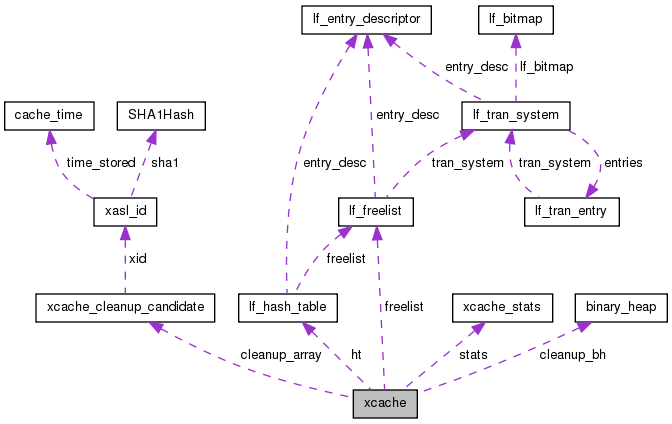 lf_entry_descriptor
lf_bitmap
entry_desc
lf_bitmap
cache_time
SHA1Hash
entry_desc
lf_tran_system
time_stored
sha1
entry_desc
tran_system
tran_system
entries
xasl_id
lf_freelist
lf_tran_entry
xid
freelist
xcache_cleanup_candidate
lf_hash_table
freelist
xcache_stats
binary_heap
cleanup_array
ht
stats
cleanup_bh
xcache